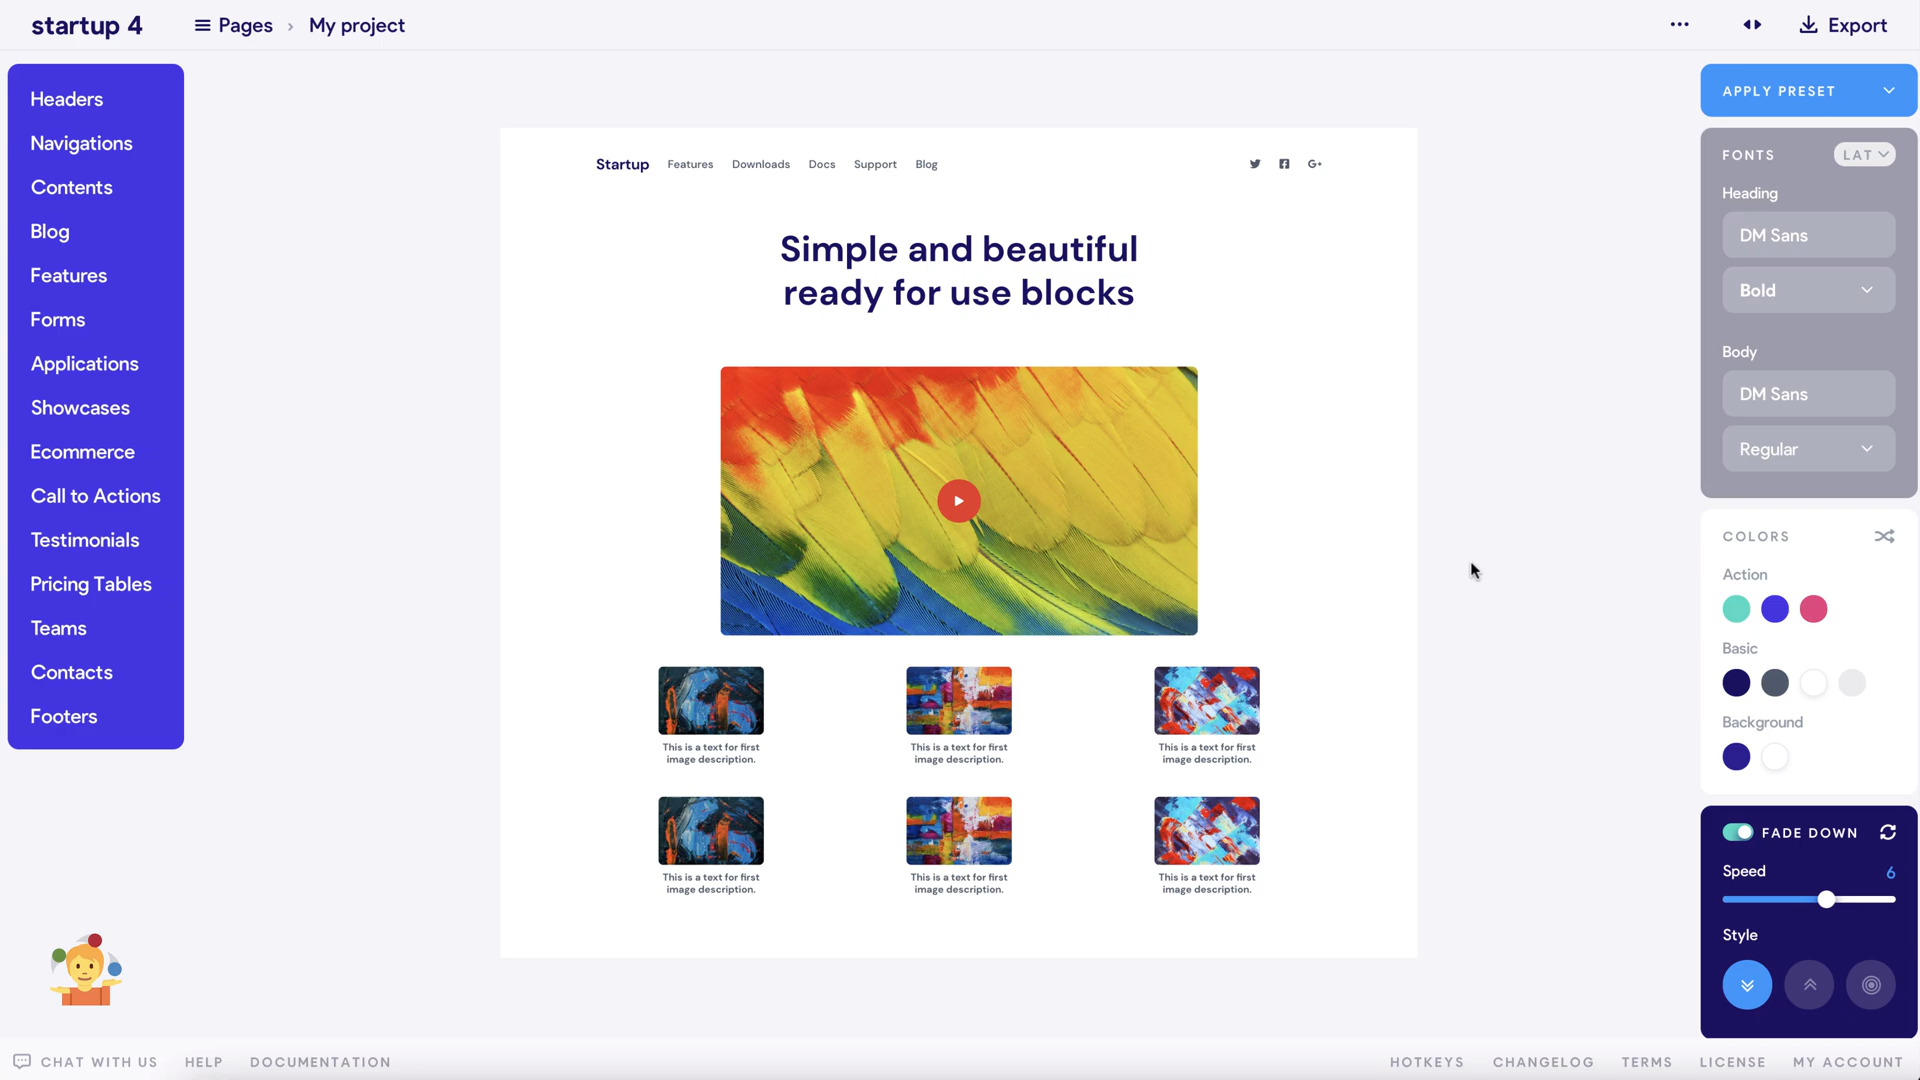 startup 4
Pages › My project
Export
Headers
Navigations
Contents
Blog
Features
Forms
Applications
Showcases
Ecommerce
Call to Actions
Testimonials
Pricing Tables
Teams
Contacts
Footers
Startup Features Downloads Docs Support Blog
G+
Simple and beautiful
ready for use blocks
This is a text for first
image description.
This is a text for first
image description.
This is a text for first
image description.
This is a text for first
image description.
This is a text for first
image description.
This is a text for first
image description.
APPLY PRESET
FONTS LAT
Heading
DM Sans
Bold
Body
DM Sans
Regular
COLORS
Action
Basic
Background
FADE DOWN
Speed 6
Style
CHAT WITH US HELP DOCUMENTATION
HOTKEYS CHANGELOG TERMS LICENSE MY ACCOUNT